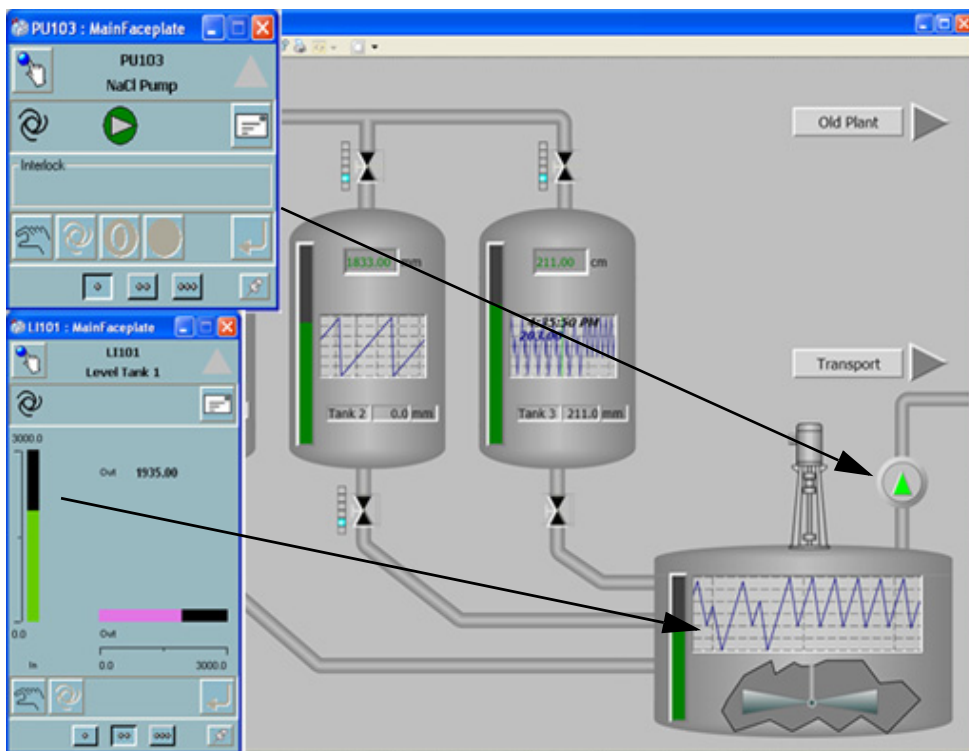 PU103 : MainFaceplate
PU103
NaCl Pump
Interlock
LI101 : MainFaceplate
LI101
Level Tank 1
3000.0
Out 1935.00
0.0
Out
In
0.0 3000.0
1833.00 mm
Tank 2 0.0 mm
211.00 cm
Tank 3 211.0 mm
Old Plant
Transport